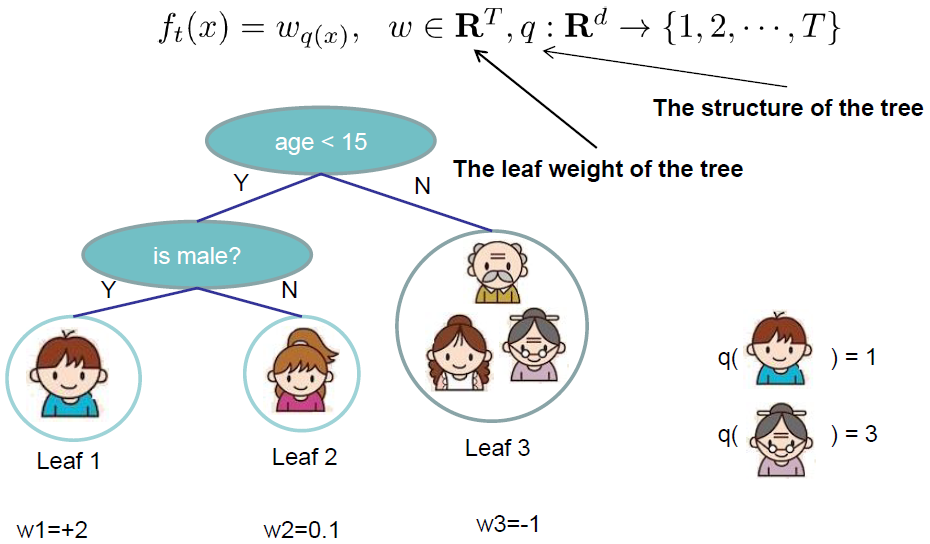 f_t(x) = w_{q(x)}, w ∈ R^T, q : R^d → {1, 2, ⋯, T}
The structure of the tree
The leaf weight of the tree
age < 15
Y
N
is male?
Y
N
q( ) = 1
q( ) = 3
Leaf 1
Leaf 2
Leaf 3
w1=+2
w2=0.1
w3=-1